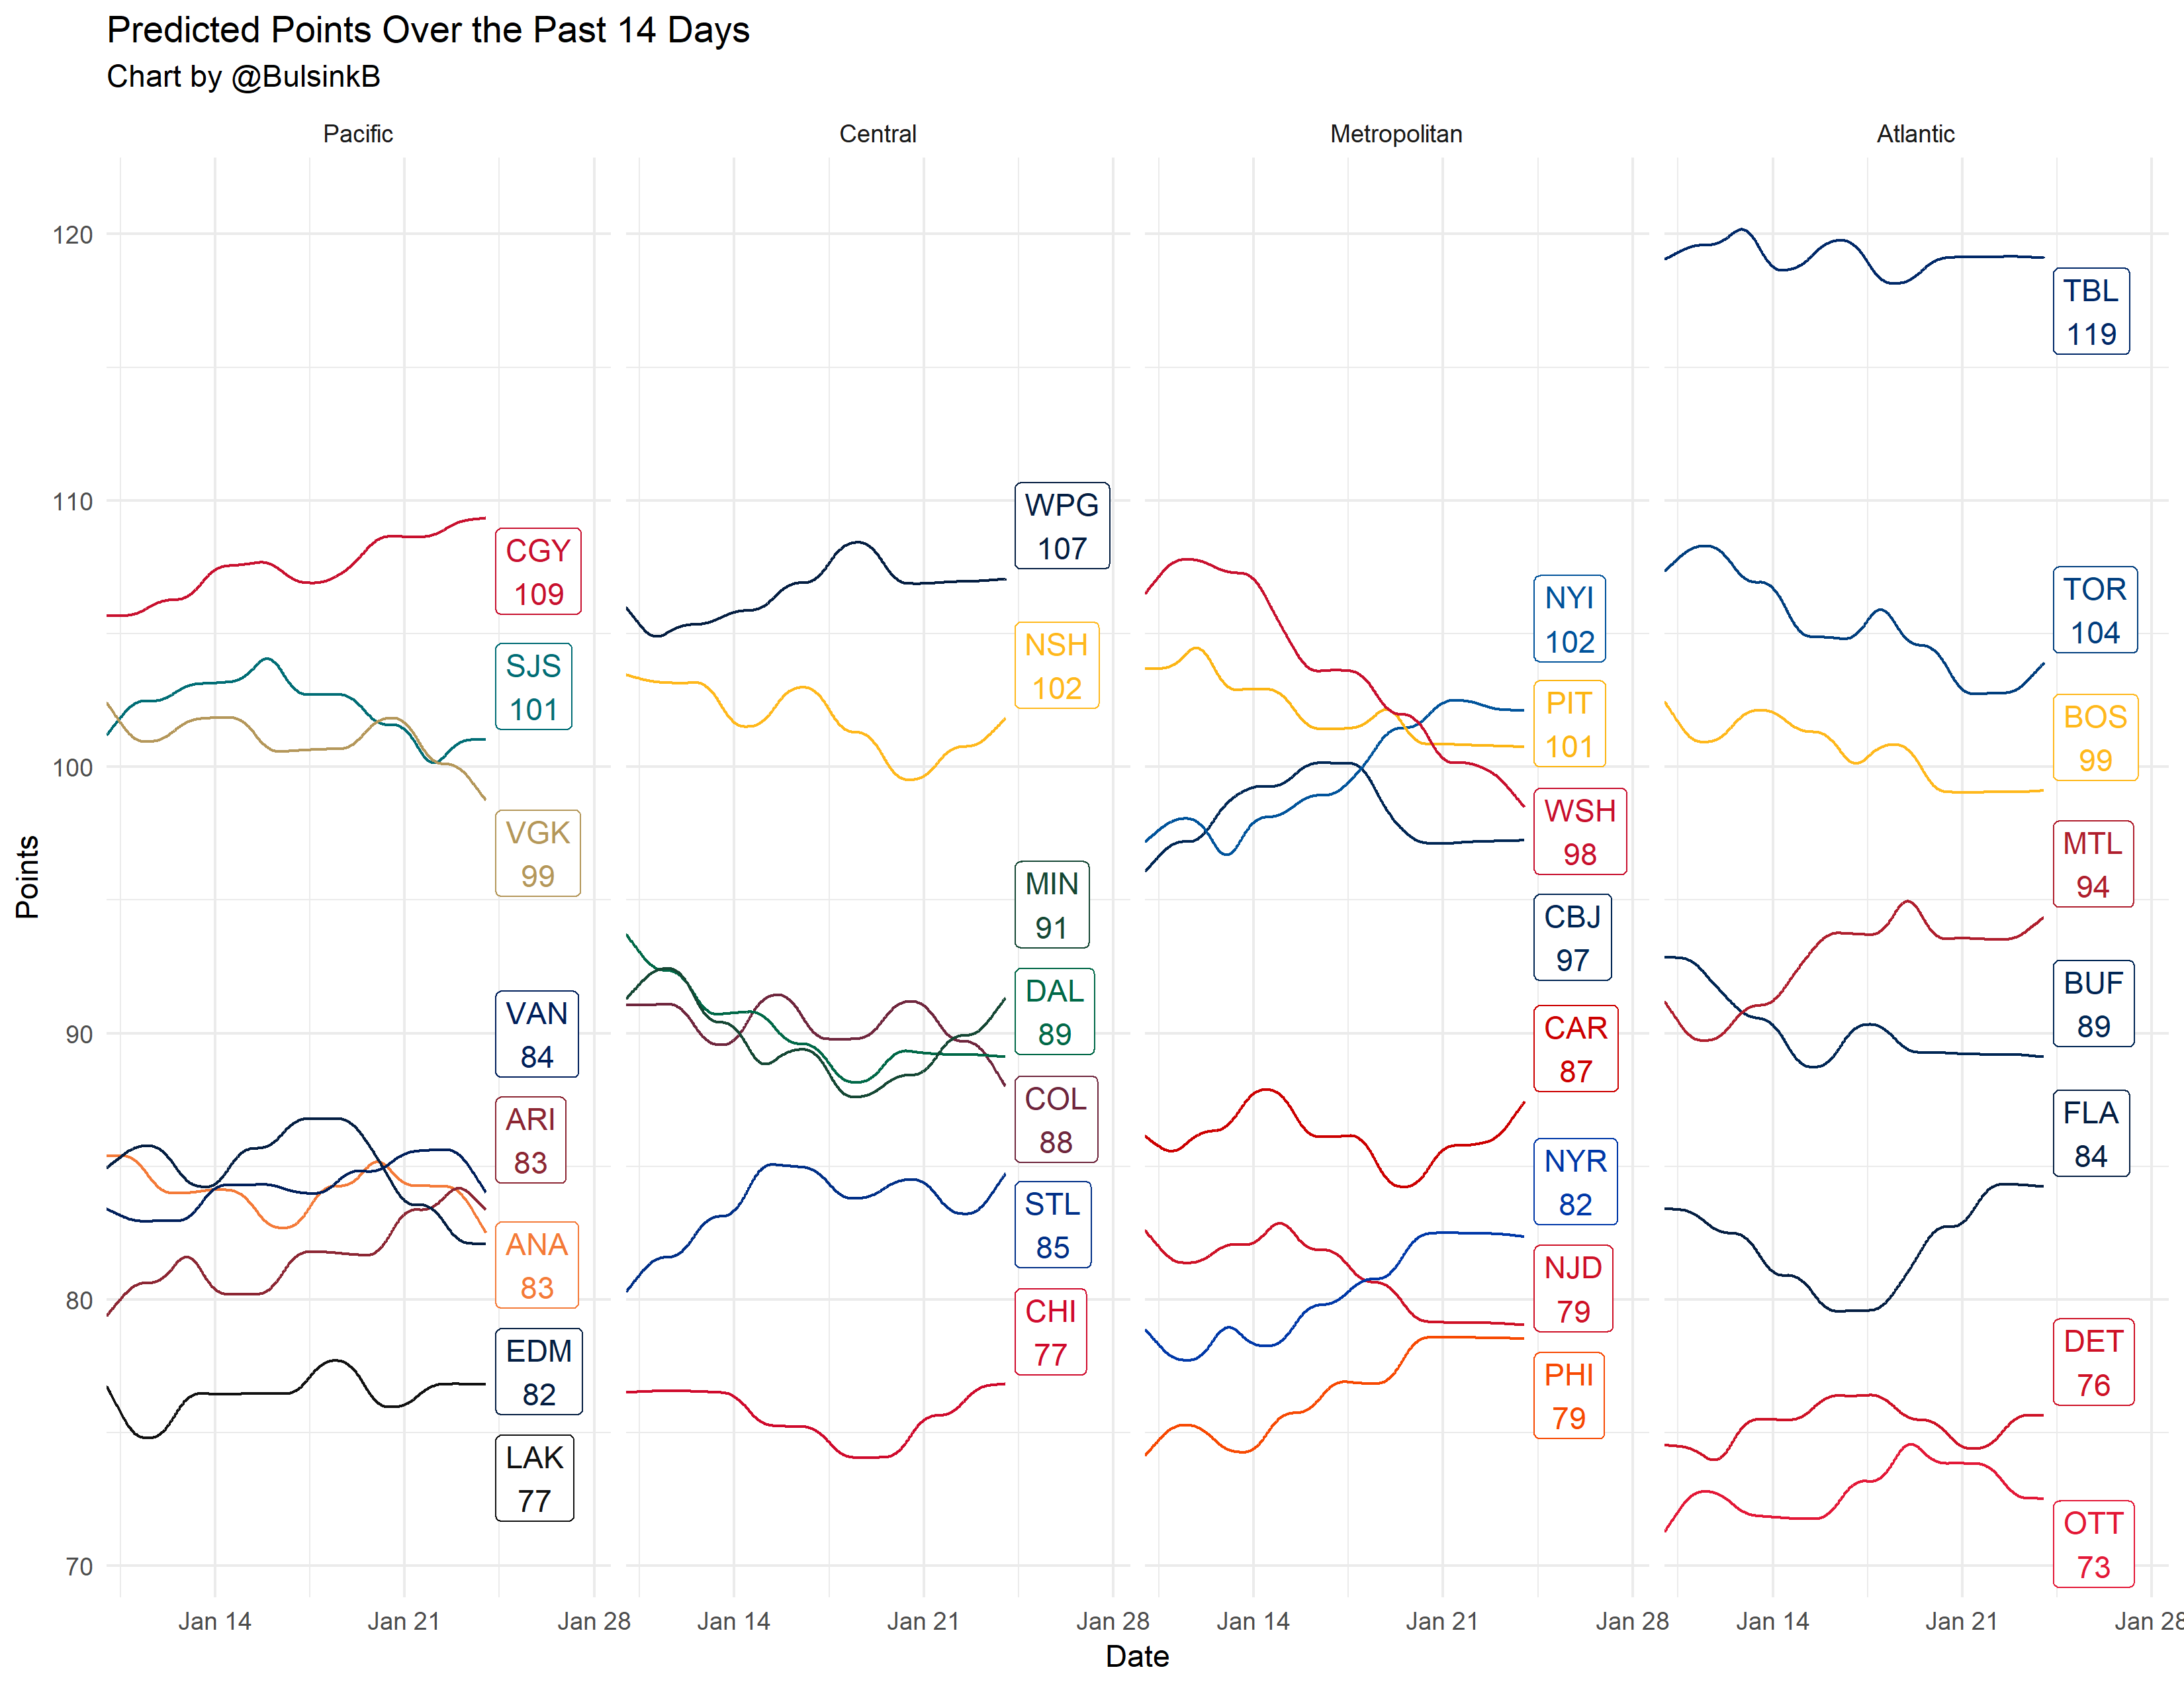 Predicted Points Over the Past 14 Days
Chart by @BulsinkB
Pacific
Central
Metropolitan
Atlantic
Points
120
110
100
90
80
70
CGY
109
SJS
101
VGK
99
VAN
84
ARI
83
ANA
83
EDM
82
LAK
77
WPG
107
NSH
102
MIN
91
DAL
89
COL
88
STL
85
CHI
77
NYI
102
PIT
101
WSH
98
CBJ
97
CAR
87
NYR
82
NJD
79
PHI
79
TBL
119
TOR
104
BOS
99
MTL
94
BUF
89
FLA
84
DET
76
OTT
73
Jan 14 Jan 21 Jan 28 Jan 14 Jan 21 Jan 28 Jan 14 Jan 21 Jan 28 Jan 14 Jan 21 Jan 28
Date